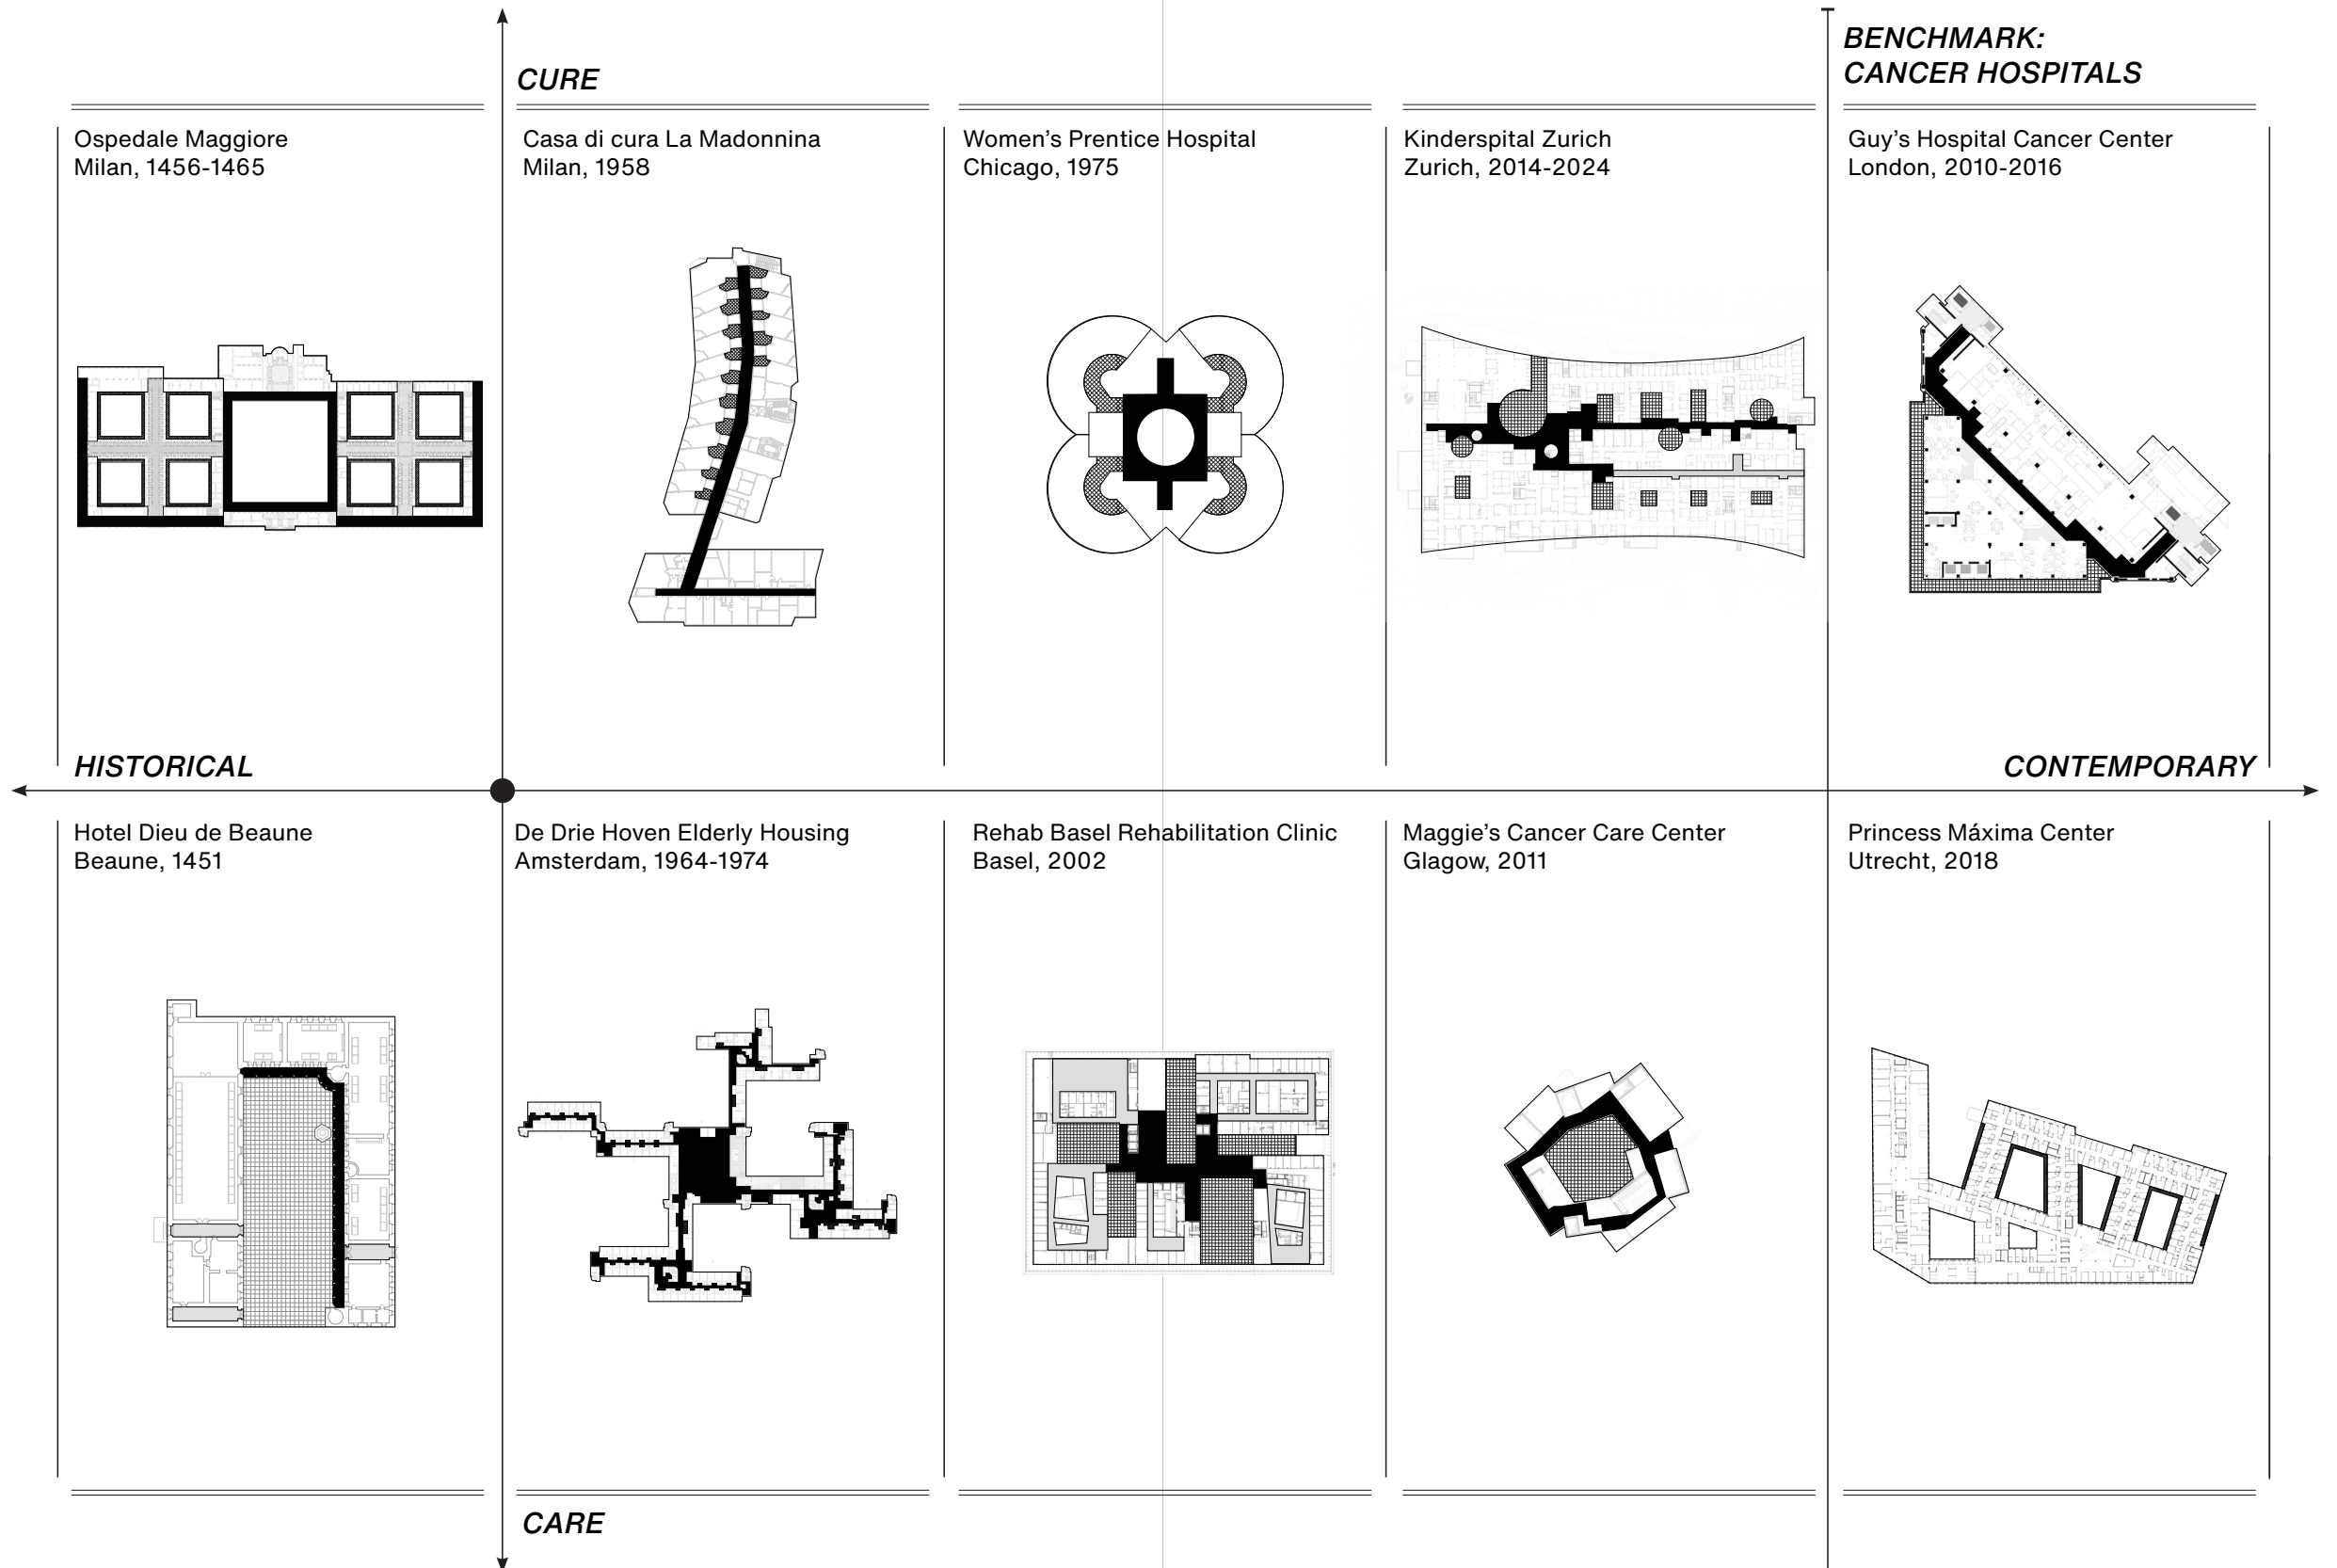 CURE
BENCHMARK:
CANCER HOSPITALS
Ospedale Maggiore
Milan, 1456-1465
Casa di cura La Madonnina
Milan, 1958
Women's Prentice Hospital
Chicago, 1975
Kinderspital Zurich
Zurich, 2014-2024
Guy's Hospital Cancer Center
London, 2010-2016
HISTORICAL
CONTEMPORARY
Hotel Dieu de Beaune
Beaune, 1451
De Drie Hoven Elderly Housing
Amsterdam, 1964-1974
Rehab Basel Rehabilitation Clinic
Basel, 2002
Maggie's Cancer Care Center
Glagow, 2011
Princess Máxima Center
Utrecht, 2018
CARE